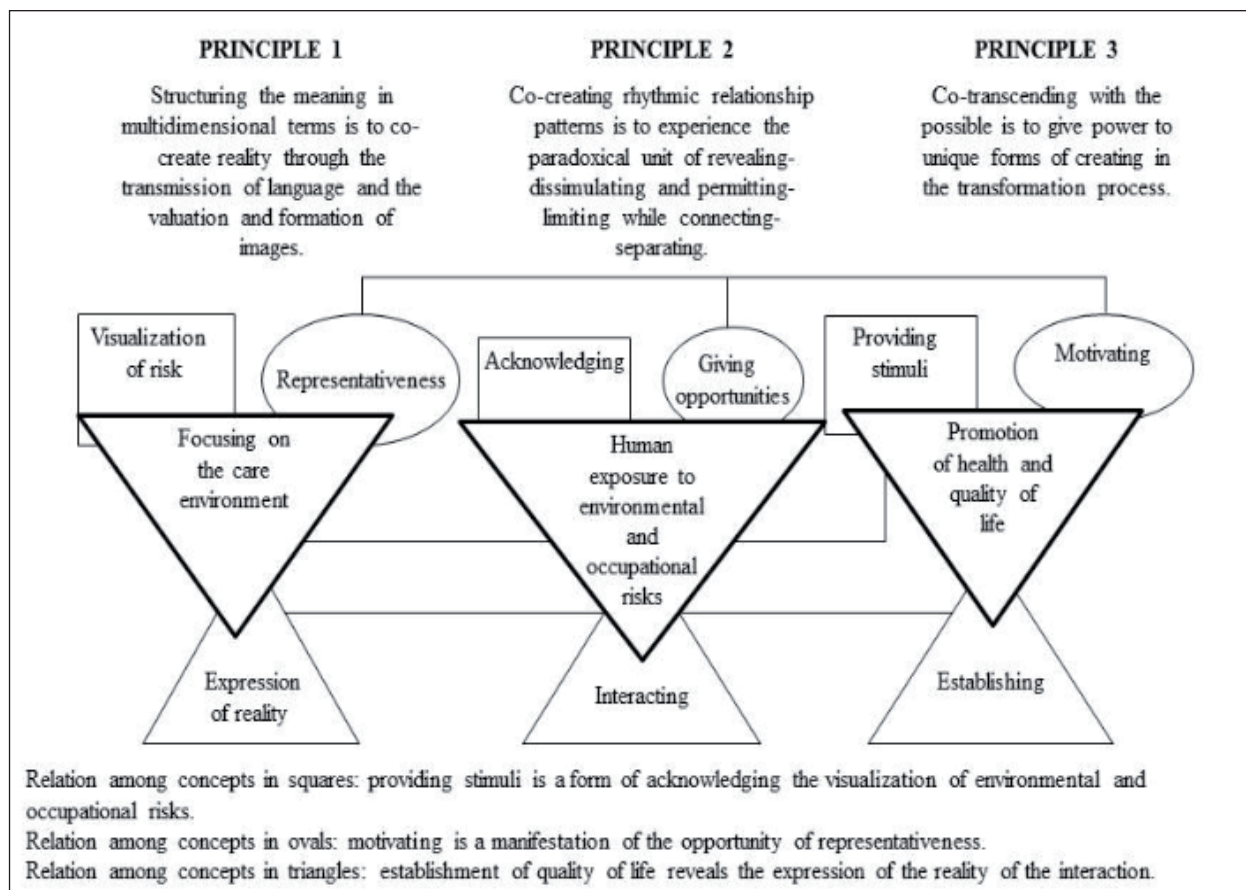 PRINCIPLE 1
Structuring the meaning in
multidimensional terms is to co-
create reality through the
transmission of language and the
valuation and formation of
images.
PRINCIPLE 2
Co-creating rhythmic relationship
patterns is to experience the
paradoxical unit of revealing-
dissimulating and permitting-
limiting while connecting-
separating.
PRINCIPLE 3
Co-transcending with the
possible is to give power to
unique forms of creating in
the transformation process.
Visualization
of risk
Representativeness
Acknowledging
Giving
opportunities
Providing
stimuli
Motivating
Focusing on
the care
environment
Human
exposure to
environmental
and
occupational
risks
Promotion
of health and
quality of
life
Expression
of reality
Interacting
Establishing
Relation among concepts in squares: providing stimuli is a form of acknowledging the visualization of environmental and
occupational risks.
Relation among concepts in ovals: motivating is a manifestation of the opportunity of representativeness.
Relation among concepts in triangles: establishment of quality of life reveals the expression of the reality of the interaction.